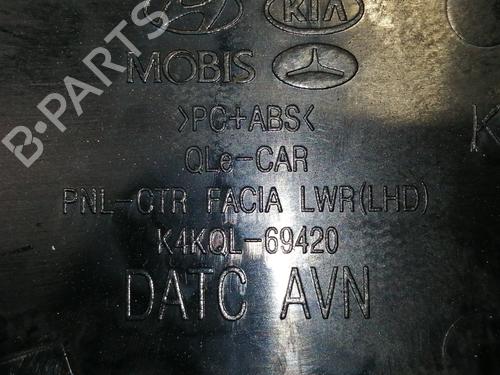 KIA
MOBIS
>PC+ABS<
QLe-CAR
PNL-CTR FACIA LWR(LHD)
K4KQL-69420
DATC AVN
B-PARTS